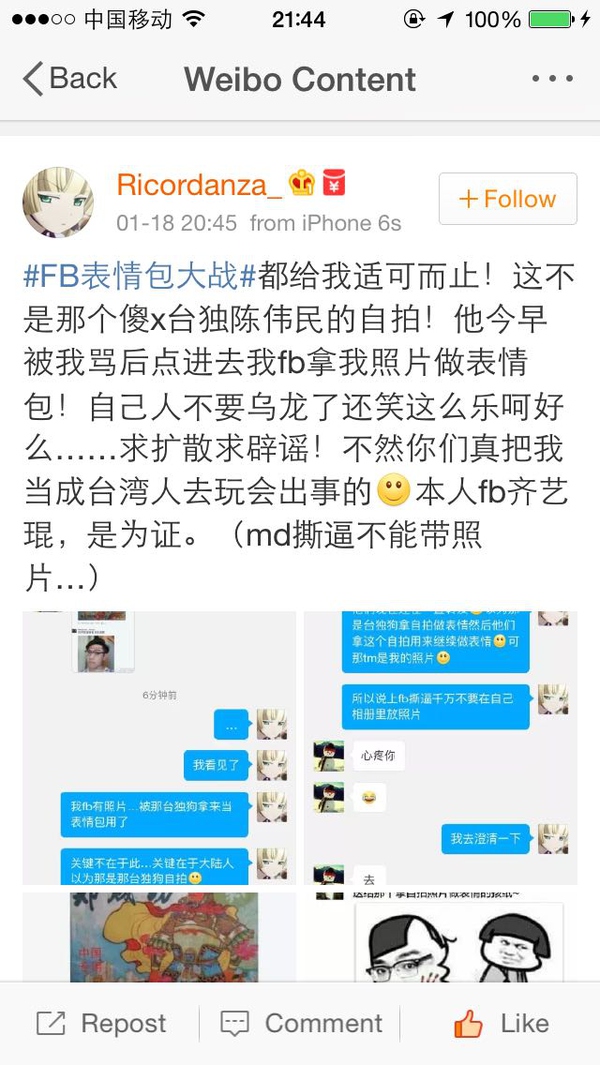 中国移动
21:44
100%
Back
Weibo Content
Ricordanza_
01-18 20:45 from iPhone 6s
+ Follow
#FB表情包大战#都给我适可而止！这不
是那个傻x台独陈伟民的自拍！他今早
被我骂后点进去我fb拿我照片做表情
包！自己人不要乌龙了还笑这么乐呵好
么……求扩散求辟谣！不然你们真把我
当成台湾人去玩会出事的🙂本人fb齐艺
琨，是为证。（md撕逼不能带照
片...）
6分钟前
...
我看见了
我fb有照片...被那台独狗拿来当
表情包用了
关键不在于此...关键在于大陆人
以为那是那台独狗自拍🙂
是台独狗拿自拍做表情然后他们
拿这个自拍用来继续做表情🙂可
那tm是我的照片🙂
所以说上fb撕逼千万不要在自己
相册里放照片
心疼你
😂
我去澄清一下
去
中国
Repost
Comment
Like